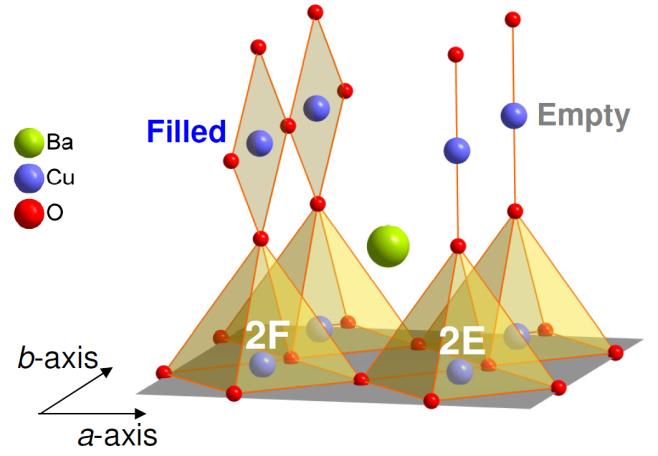 Filled
Empty
Ba
Cu
O
2F
2E
b-axis
a-axis